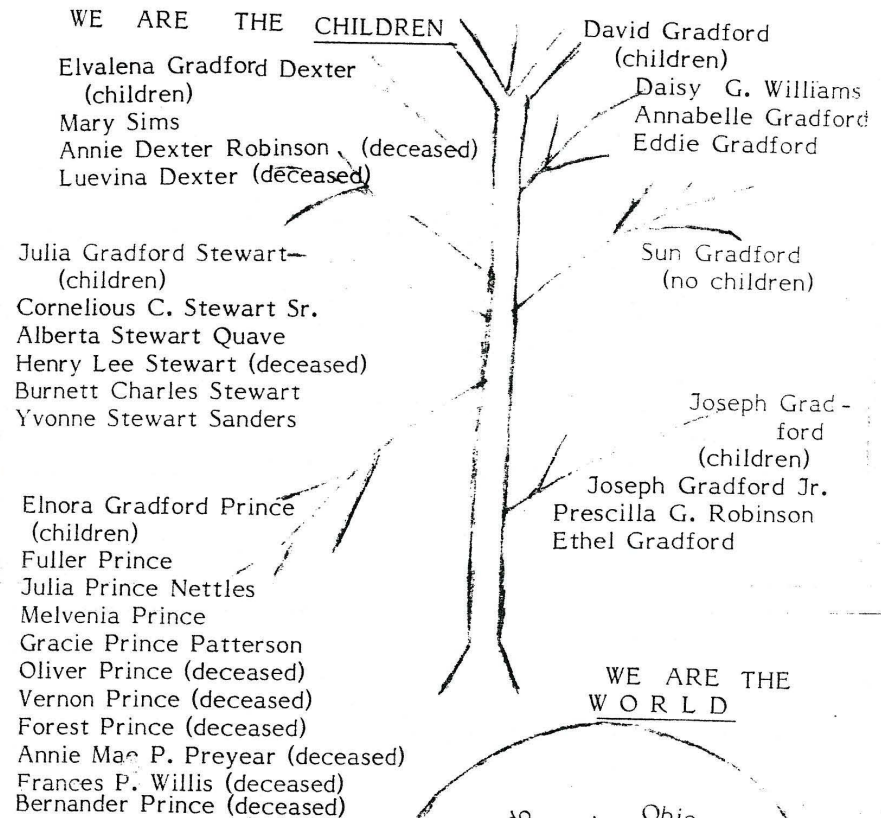 WE ARE THE CHILDREN
Elvalena Gradford Dexter
(children)
Mary Sims
Annie Dexter Robinson (deceased)
Luevina Dexter (deceased)
Julia Gradford Stewart—
(children)
Cornelious C. Stewart Sr.
Alberta Stewart Quave
Henry Lee Stewart (deceased)
Burnett Charles Stewart
Yvonne Stewart Sanders
Elnora Gradford Prince
(children)
Fuller Prince
Julia Prince Nettles
Melvenia Prince
Gracie Prince Patterson
Oliver Prince (deceased)
Vernon Prince (deceased)
Forest Prince (deceased)
Annie Mae P. Preyear (deceased)
Frances P. Willis (deceased)
Bernander Prince (deceased)
David Gradford
(children)
Daisy G. Williams
Annabelle Gradford
Eddie Gradford
Sun Gradford
(no children)
Joseph Grad-
ford
(children)
Joseph Gradford Jr.
Prescilla G. Robinson
Ethel Gradford
WE ARE THE
WORLD
Ohio